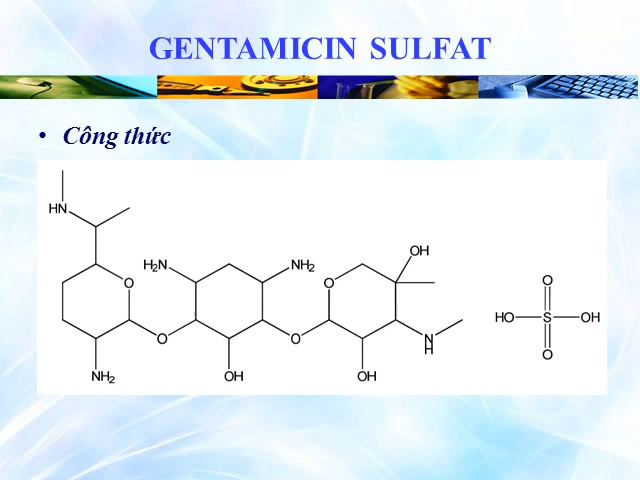 GENTAMICIN SULFAT
• Công thức
HN
OH
H₂N
NH₂
O
O
O
HO
S
OH
O
O
N
H
O
NH₂
OH
OH